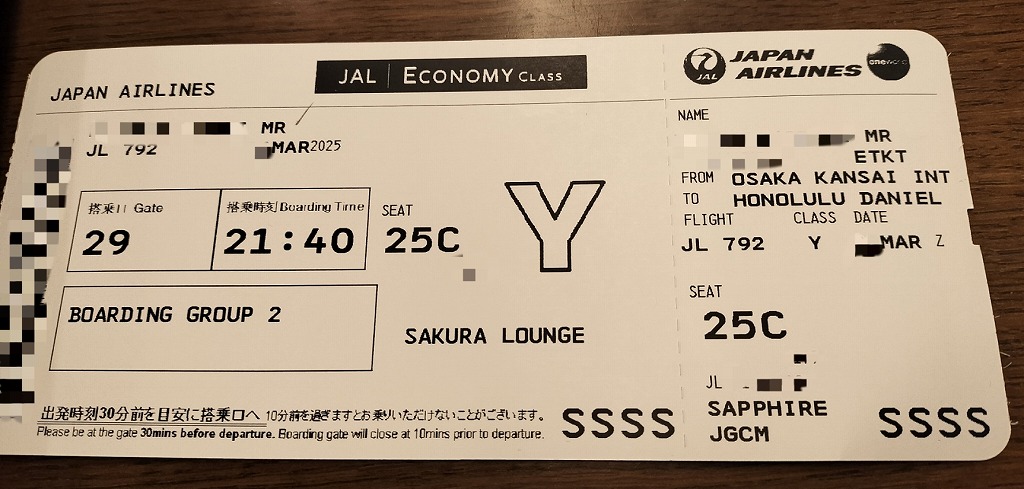 JAPAN AIRLINES
JAL | ECONOMY CLASS
MR
JL 792 MAR2025
搭乗口 Gate
29
搭乗時刻 Boarding Time
21:40
SEAT
25C
Y
BOARDING GROUP 2
SAKURA LOUNGE
出発時刻30分前を目安に搭乗口へ 10分前を過ぎますとお乗りいただけないことがございます。
Please be at the gate 30mins before departure. Boarding gate will close at 10mins prior to departure.
SSSS
JAL
JAPAN
AIRLINES
oneworld
NAME
MR
ETKT
FROM OSAKA KANSAI INT
TO HONOLULU DANIEL
FLIGHT CLASS DATE
JL 792 Y MAR Z
SEAT
25C
JL
SAPPHIRE
JGCM
SSSS